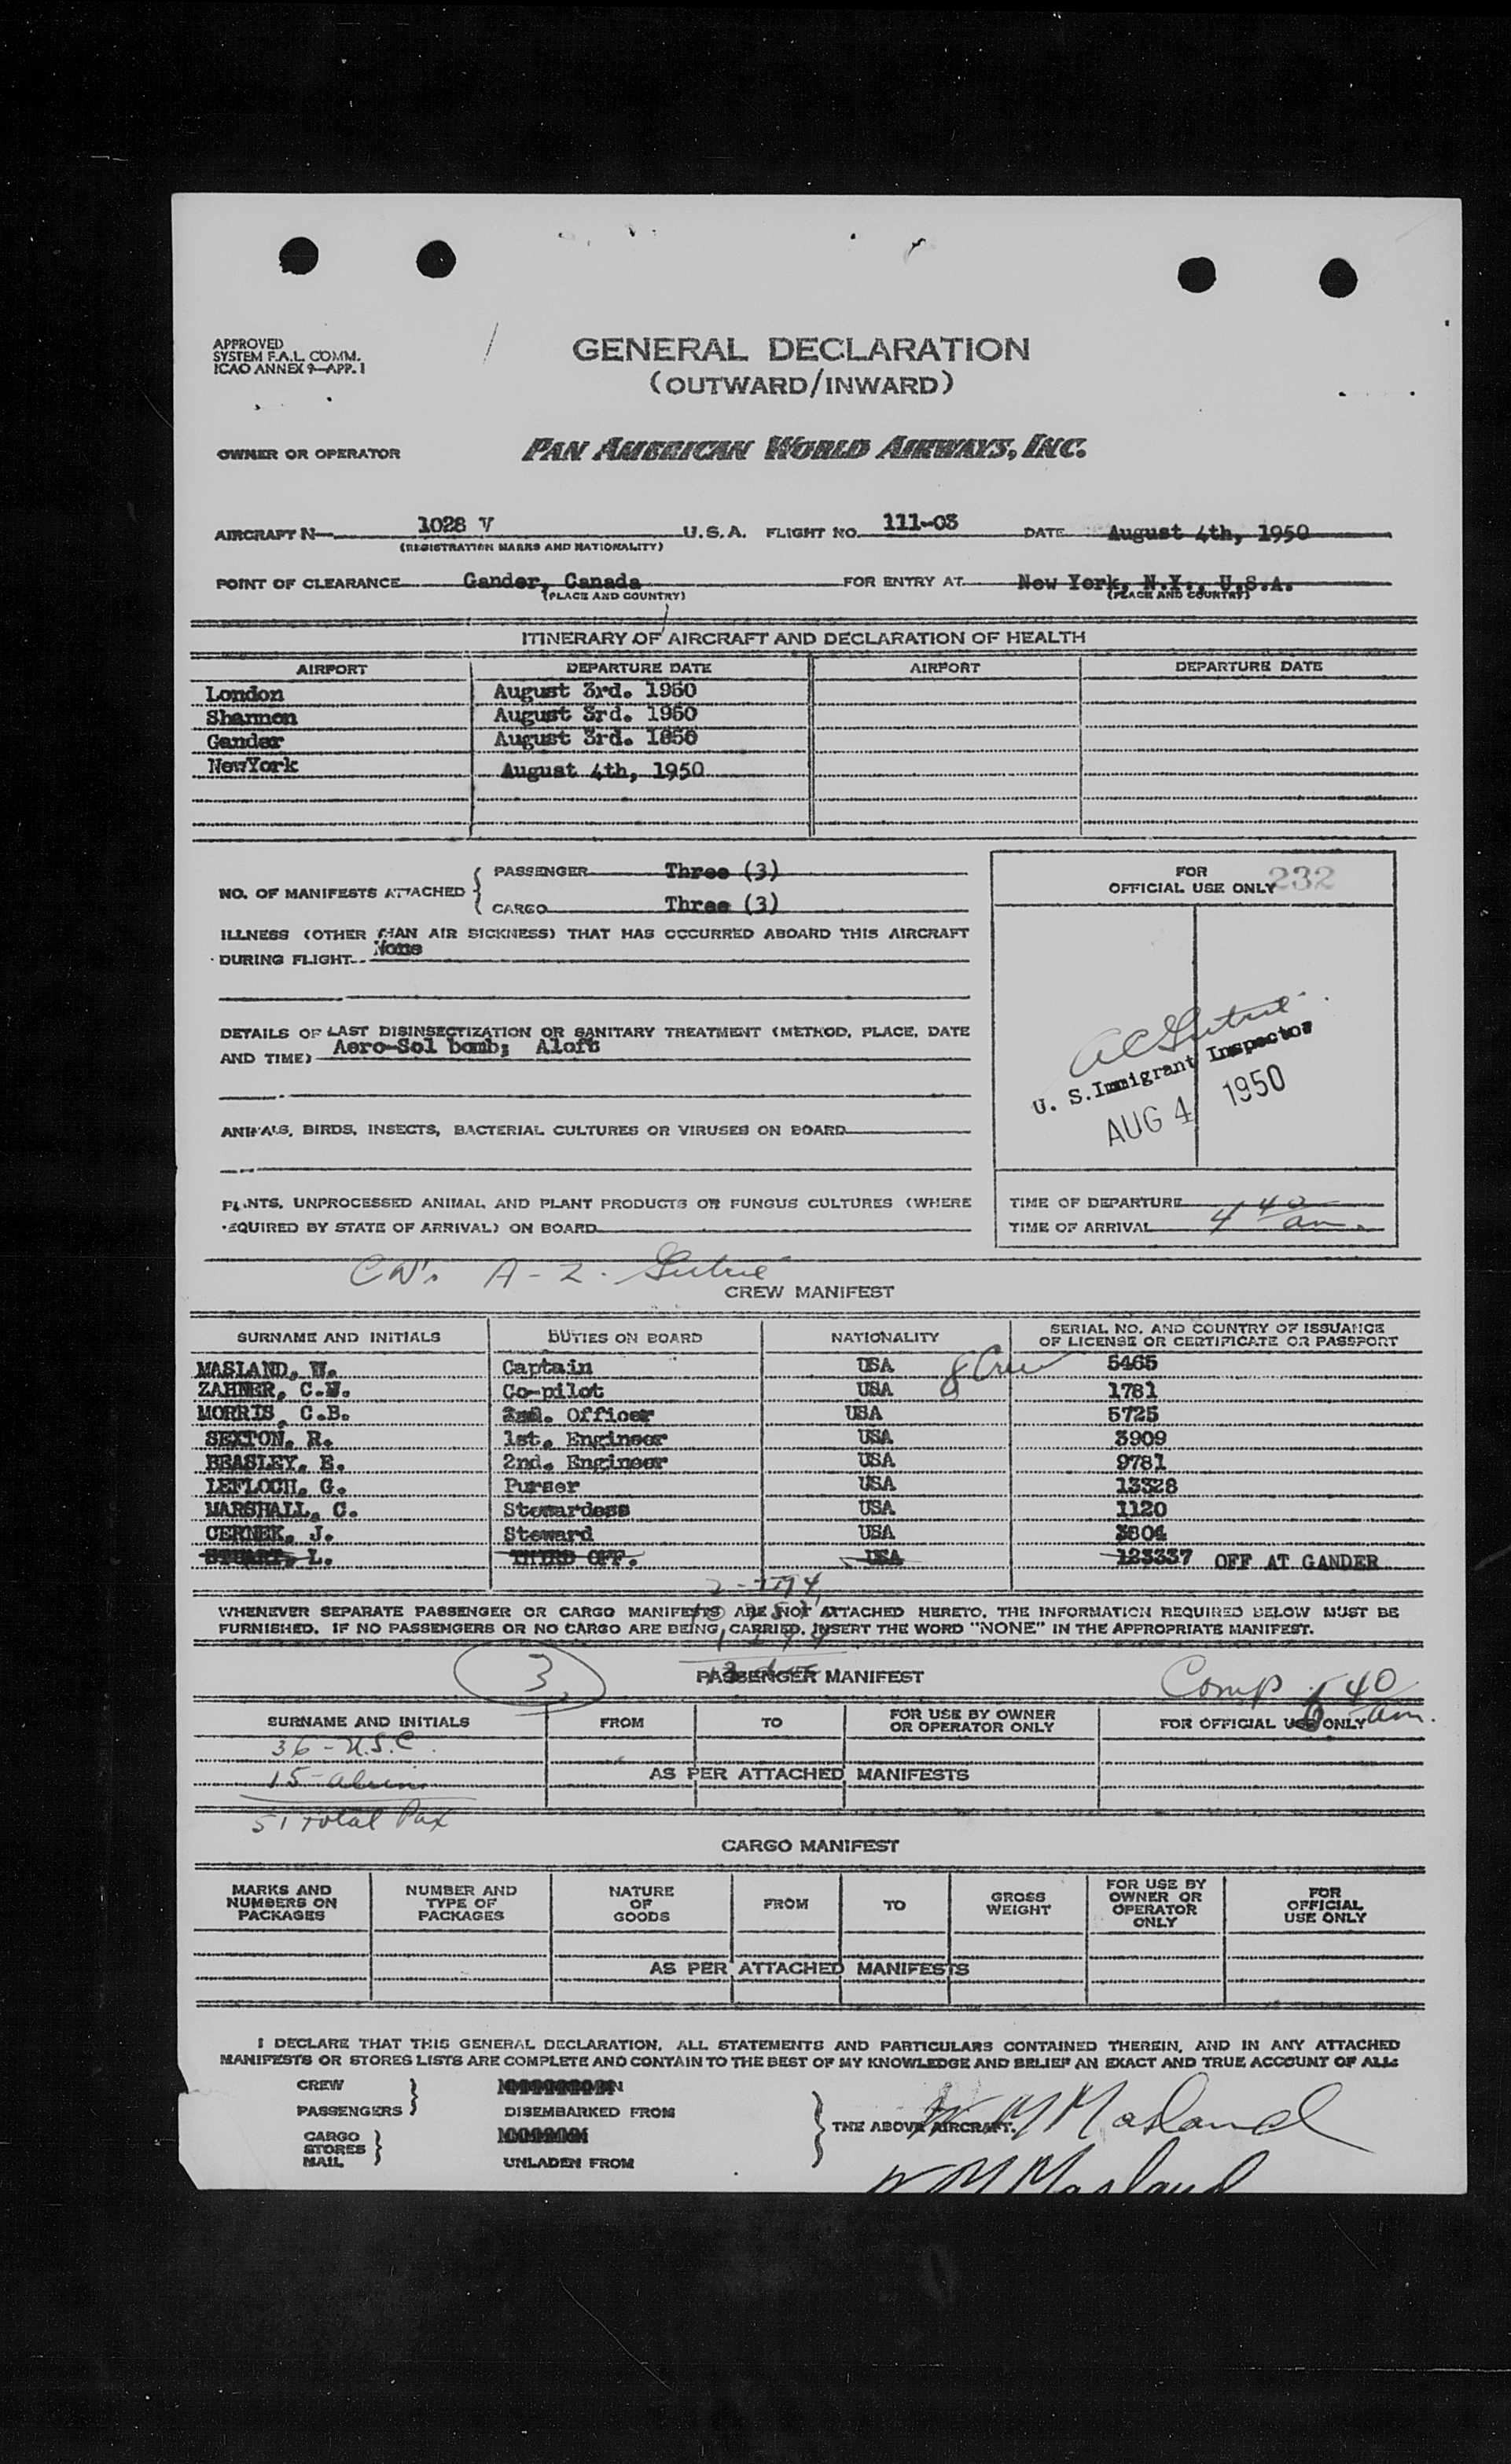 APPROVED
SYSTEM F.A.L. COMM.
ICAO ANNEX 9—APP. 1
GENERAL DECLARATION
(OUTWARD/INWARD)
OWNER OR OPERATOR PAN AMERICAN WORLD AIRWAYS, INC.
AIRCRAFT N— 1028 V U.S.A. FLIGHT NO. 111-03 DATE August 4th, 1950
(REGISTRATION MARKS AND NATIONALITY)
POINT OF CLEARANCE Gander, Canada FOR ENTRY AT New York, N.Y., U.S.A.
(PLACE AND COUNTRY) (PLACE AND COUNTRY)
ITINERARY OF AIRCRAFT AND DECLARATION OF HEALTH
AIRPORT DEPARTURE DATE AIRPORT DEPARTURE DATE
London August 3rd. 1950
Shannon August 3rd. 1950
Gander August 3rd. 1850
NewYork August 4th, 1950
NO. OF MANIFESTS ATTACHED
PASSENGER Three (3)
CARGO Three (3)
FOR
OFFICIAL USE ONLY 232
ILLNESS (OTHER THAN AIR SICKNESS) THAT HAS OCCURRED ABOARD THIS AIRCRAFT
DURING FLIGHT None
DETAILS OF LAST DISINSECTIZATION OR SANITARY TREATMENT (METHOD, PLACE, DATE
AND TIME) Aero-Sol bomb; Aloft
U. S. Immigrant Inspector
AUG 4 1950
ANIMALS, BIRDS, INSECTS, BACTERIAL CULTURES OR VIRUSES ON BOARD
PLANTS, UNPROCESSED ANIMAL AND PLANT PRODUCTS OR FUNGUS CULTURES (WHERE
REQUIRED BY STATE OF ARRIVAL) ON BOARD
TIME OF DEPARTURE
TIME OF ARRIVAL 4 40 am.
A - Z.
CREW MANIFEST
SURNAME AND INITIALS DUTIES ON BOARD NATIONALITY SERIAL NO. AND COUNTRY OF ISSUANCE
OF LICENSE OR CERTIFICATE OR PASSPORT
8 Crew
MASLAND, W. Captain USA 5465
ZAHNER, C.W. Co-pilot USA 1781
MORRIS, C.B. 2nd. Officer USA 5725
SEXTON, R. 1st. Engineer USA 3909
BEASLEY, E. 2nd. Engineer USA 9781
LEFLOCH, G. Purser USA 13328
MARSHALL, C. Stewardess USA 1120
CERNEK, J. Steward USA 3804
STUART, L. THIRD OFF. USA 123337 OFF AT GANDER
WHENEVER SEPARATE PASSENGER OR CARGO MANIFESTS ARE NOT ATTACHED HERETO, THE INFORMATION REQUIRED BELOW MUST BE
FURNISHED. IF NO PASSENGERS OR NO CARGO ARE BEING CARRIED, INSERT THE WORD "NONE" IN THE APPROPRIATE MANIFEST.
3
PASSENGER MANIFEST
Comp 40 am.
SURNAME AND INITIALS FROM TO FOR USE BY OWNER
OR OPERATOR ONLY FOR OFFICIAL USE ONLY
36 - U.S.C.
15 - alien
AS PER ATTACHED MANIFESTS
51 Total Pax
CARGO MANIFEST
MARKS AND
NUMBERS ON
PACKAGES
NUMBER AND
TYPE OF
PACKAGES
NATURE
OF
GOODS
FROM
TO
GROSS
WEIGHT
FOR USE BY
OWNER OR
OPERATOR
ONLY
FOR
OFFICIAL
USE ONLY
AS PER ATTACHED MANIFESTS
I DECLARE THAT THIS GENERAL DECLARATION, ALL STATEMENTS AND PARTICULARS CONTAINED THEREIN, AND IN ANY ATTACHED
MANIFESTS OR STORES LISTS ARE COMPLETE AND CONTAIN TO THE BEST OF MY KNOWLEDGE AND BELIEF AN EXACT AND TRUE ACCOUNT OF ALL:
CREW
PASSENGERS
DISEMBARKED FROM
CARGO
STORES
MAIL
UNLADEN FROM
THE ABOVE AIRCRAFT.
W M Masland
W M Masland